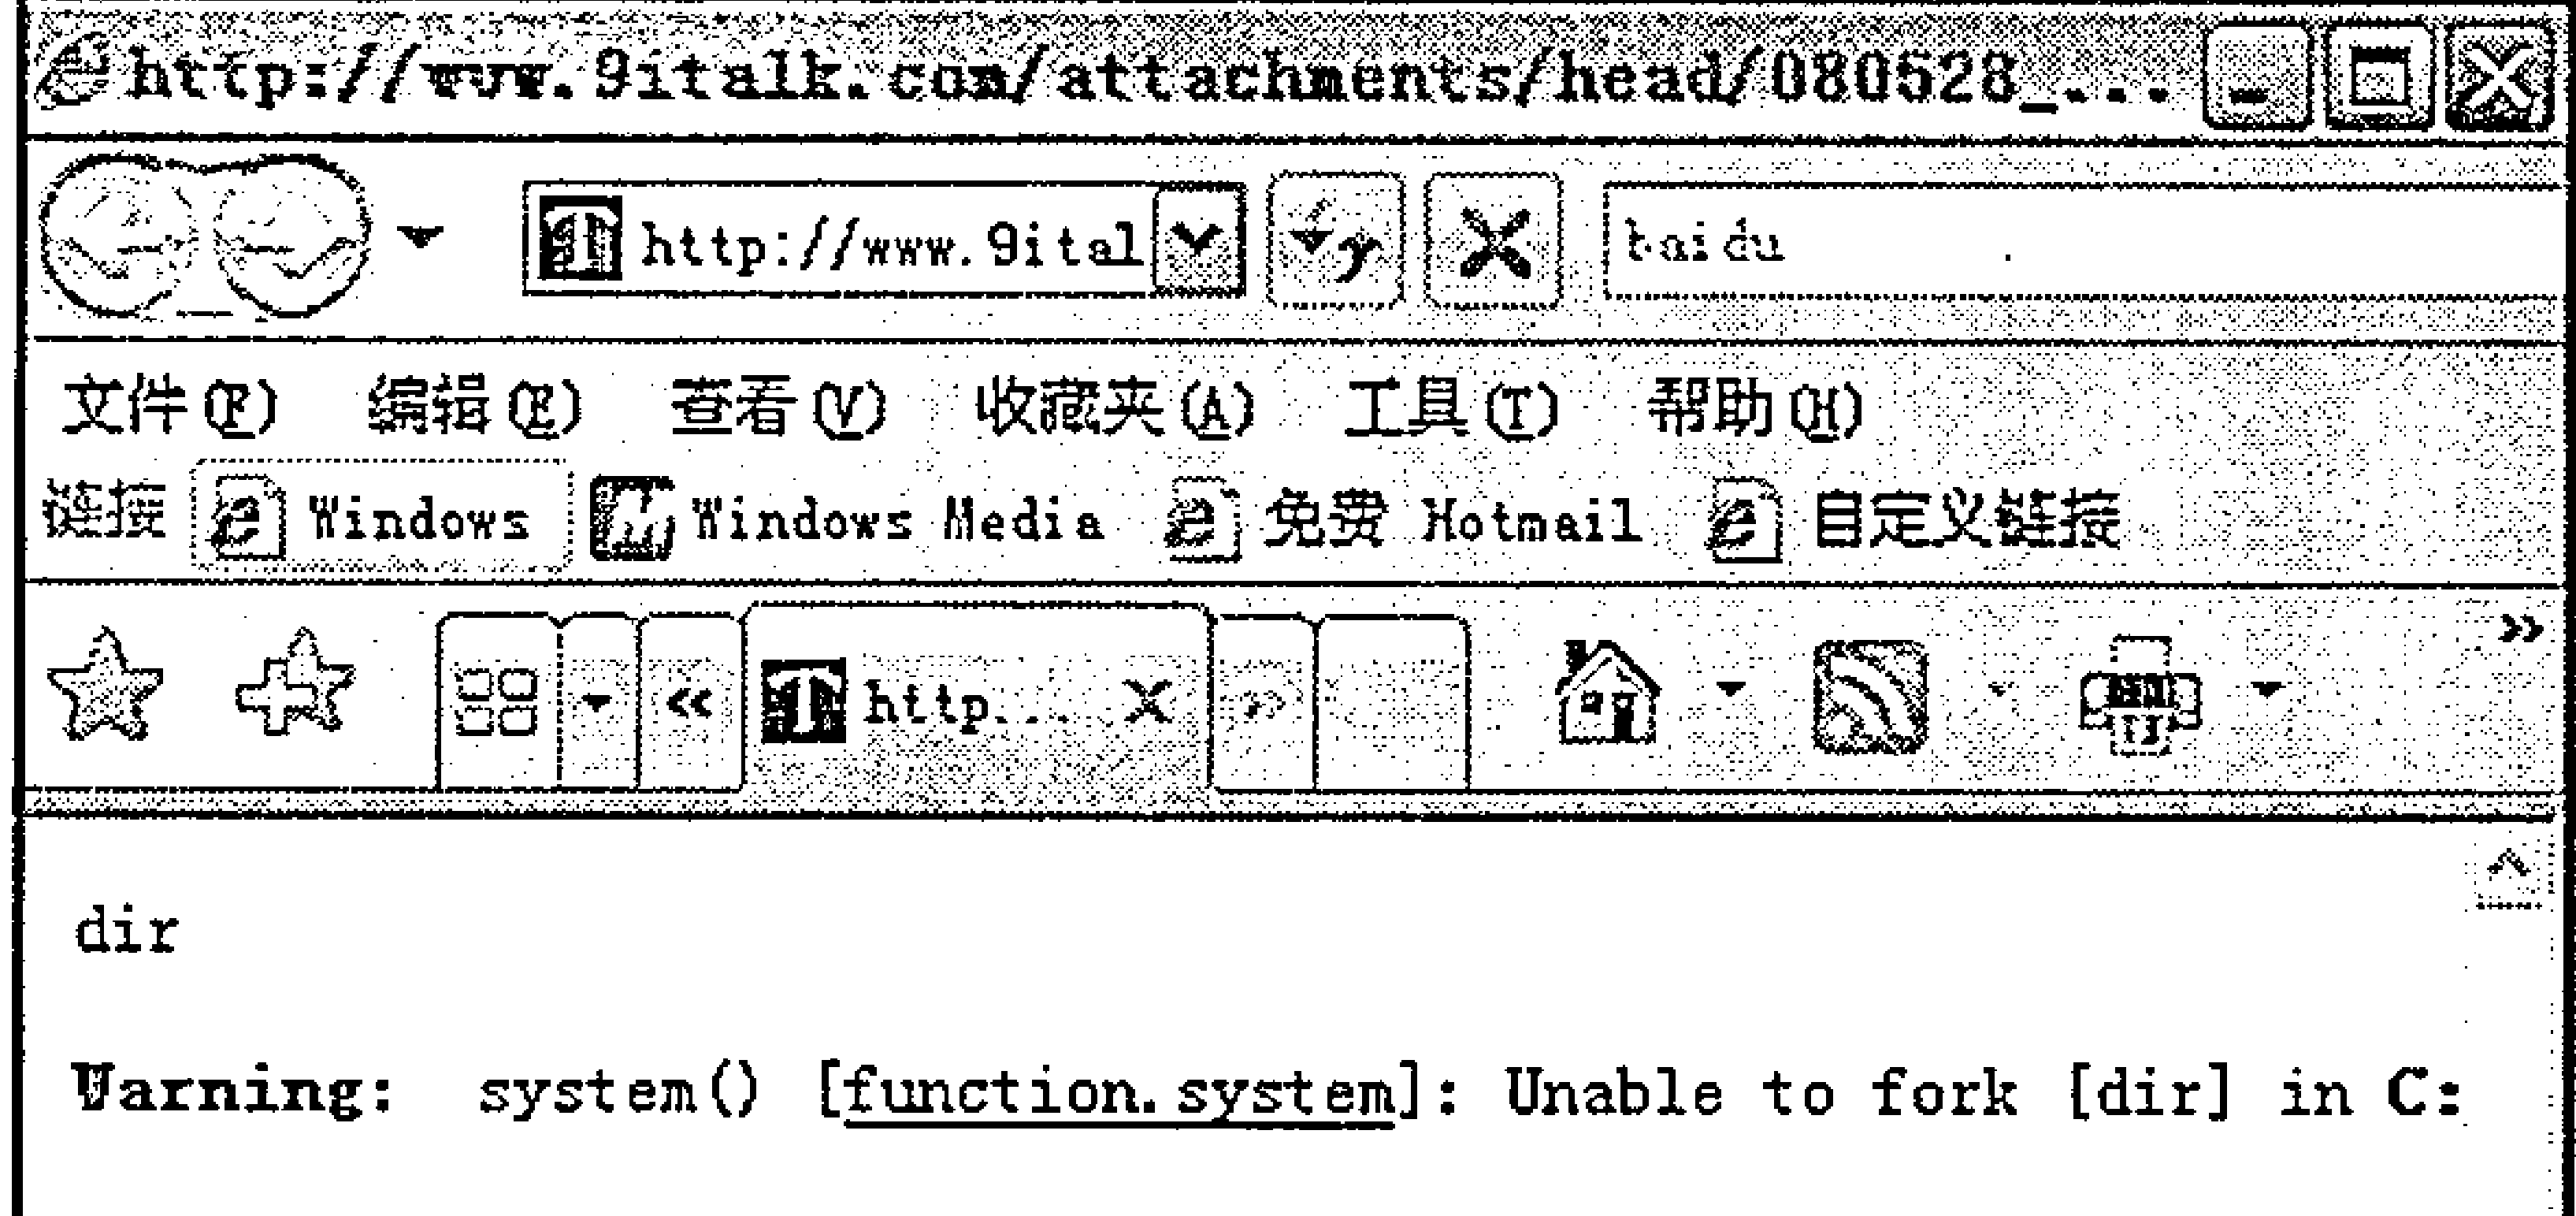 http://www.9italk.com/attachments/head/080528_...
http://www.9ital
baidu
文件(F) 编辑(E) 查看(V) 收藏夹(A) 工具(T) 帮助(H)
链接 Windows Windows Media 免费 Hotmail 自定义链接
http...
dir
Warning: system() [function.system]: Unable to fork [dir] in C: